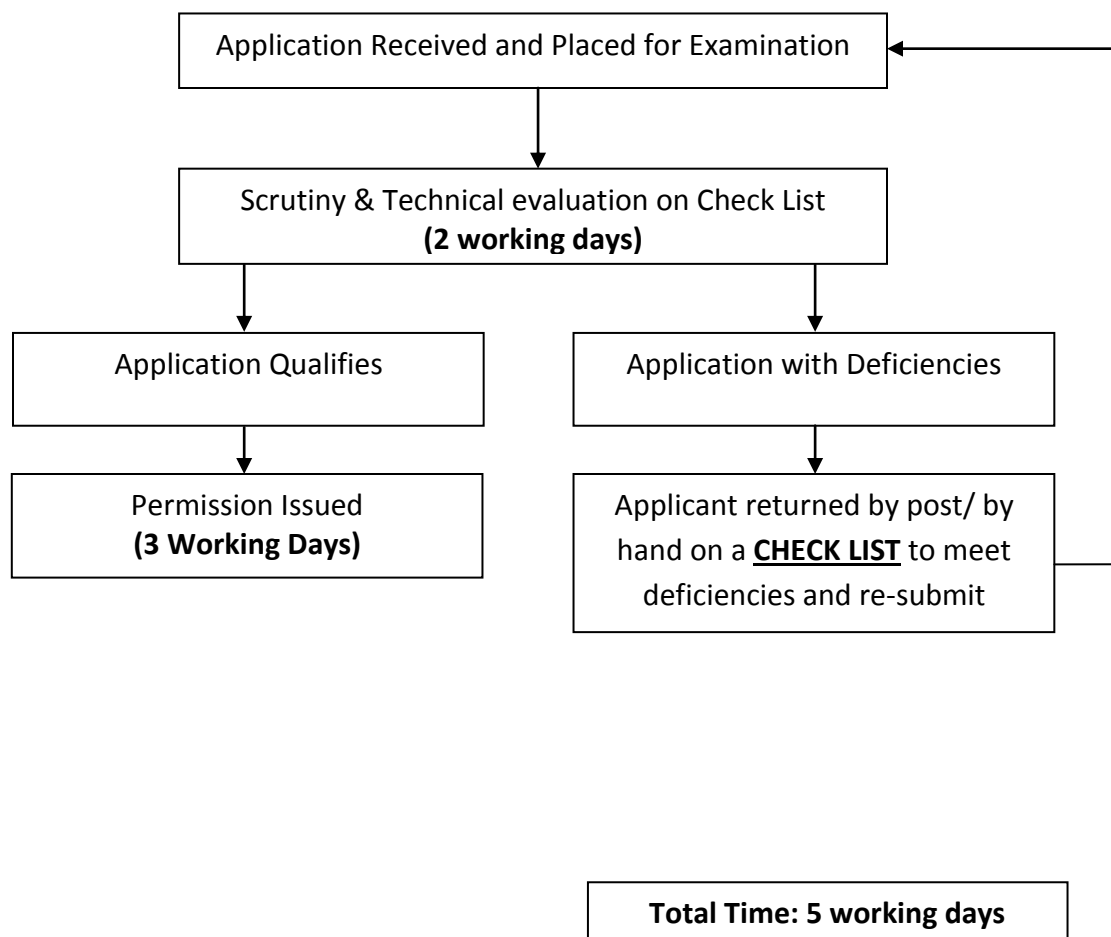 Application Received and Placed for Examination
Scrutiny & Technical evaluation on Check List
(2 working days)
Application Qualifies
Application with Deficiencies
Permission Issued
(3 Working Days)
Applicant returned by post/ by
hand on a CHECK LIST to meet
deficiencies and re-submit
Total Time: 5 working days